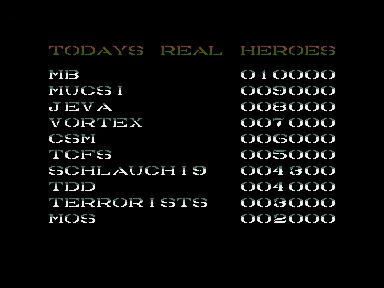 TODAYS REAL HEROES
MB 010000
MUCSI 009000
JEVA 008000
VORTEX 007000
CSM 006000
TCFS 005000
SCHLAUCHI9 004300
TDD 004000
TERRORISTS 003000
MOS 002000